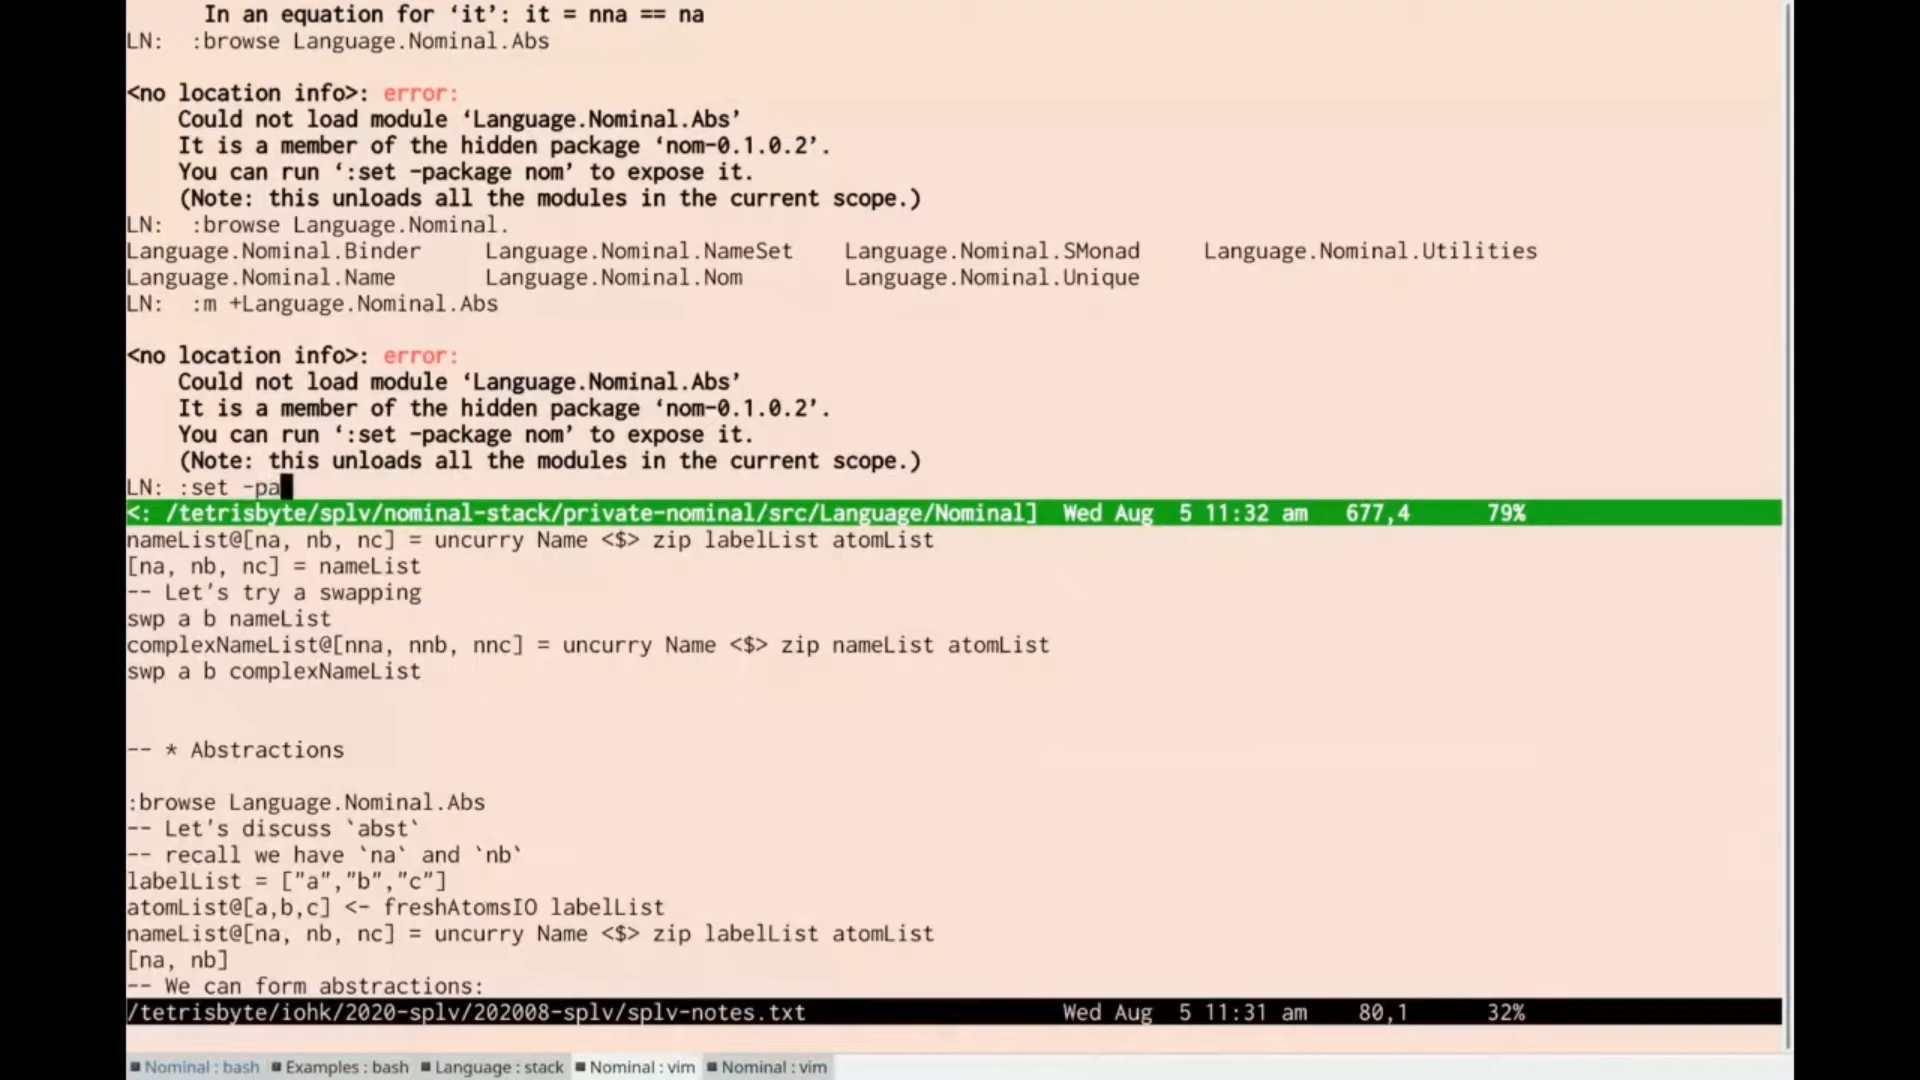 In an equation for ‘it’: it = nna == na
LN:  :browse Language.Nominal.Abs
<no location info>: error:
Could not load module ‘Language.Nominal.Abs’
It is a member of the hidden package ‘nom-0.1.0.2’.
You can run ‘:set -package nom’ to expose it.
(Note: this unloads all the modules in the current scope.)
LN:  :browse Language.Nominal.
Language.Nominal.Binder     Language.Nominal.NameSet    Language.Nominal.SMonad     Language.Nominal.Utilities
Language.Nominal.Name       Language.Nominal.Nom        Language.Nominal.Unique
LN:  :m +Language.Nominal.Abs
<no location info>: error:
Could not load module ‘Language.Nominal.Abs’
It is a member of the hidden package ‘nom-0.1.0.2’.
You can run ‘:set -package nom’ to expose it.
(Note: this unloads all the modules in the current scope.)
LN: :set -pa
<: /tetrisbyte/splv/nominal-stack/private-nominal/src/Language/Nominal]  Wed Aug  5 11:32 am   677,4      79%
nameList@[na, nb, nc] = uncurry Name <$> zip labelList atomList
[na, nb, nc] = nameList
-- Let's try a swapping
swp a b nameList
complexNameList@[nna, nnb, nnc] = uncurry Name <$> zip nameList atomList
swp a b complexNameList
-- * Abstractions
:browse Language.Nominal.Abs
-- Let's discuss `abst`
-- recall we have `na` and `nb`
labelList = ["a","b","c"]
atomList@[a,b,c] <- freshAtomsIO labelList
nameList@[na, nb, nc] = uncurry Name <$> zip labelList atomList
[na, nb]
-- We can form abstractions:
/tetrisbyte/iohk/2020-splv/202008-splv/splv-notes.txt                    Wed Aug  5 11:31 am    80,1      32%
Nominal : bash  Examples : bash  Language : stack  Nominal : vim  Nominal : vim